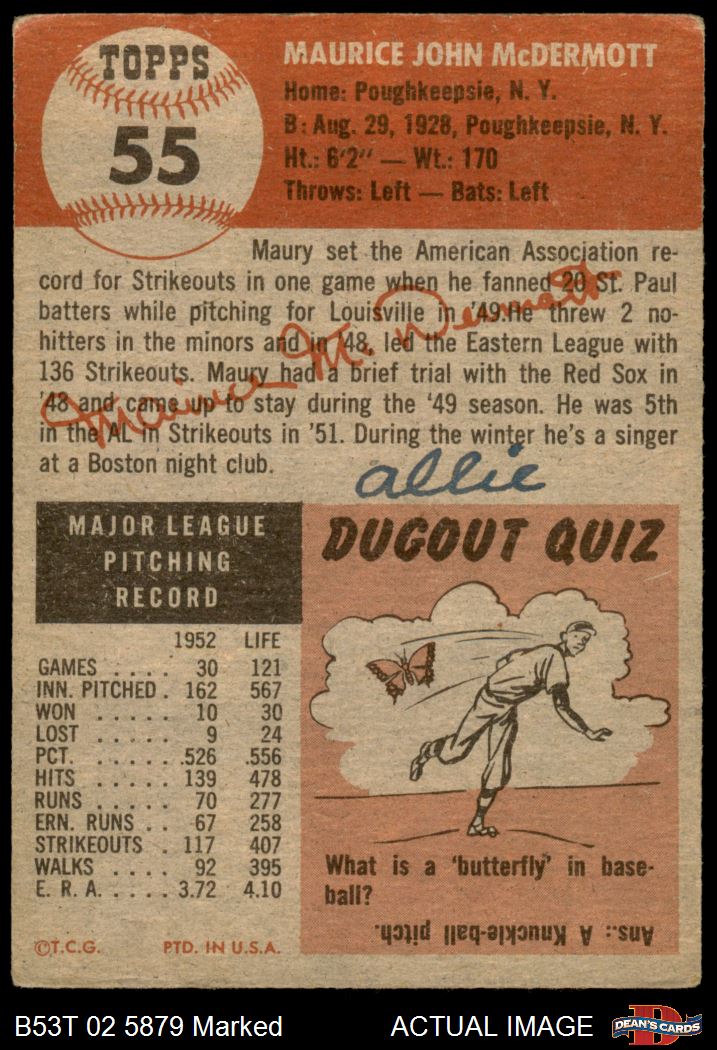 TOPPS
55
MAURICE JOHN McDERMOTT
Home: Poughkeepsie, N. Y.
B: Aug. 29, 1928, Poughkeepsie, N. Y.
Ht.: 6'2" — Wt.: 170
Throws: Left — Bats: Left
Maury set the American Association re-
cord for Strikeouts in one game when he fanned 20 St. Paul
batters while pitching for Louisville in '49.He threw 2 no-
hitters in the minors and in '48, led the Eastern League with
136 Strikeouts. Maury had a brief trial with the Red Sox in
'48 and came up to stay during the '49 season. He was 5th
in the AL in Strikeouts in '51. During the winter he's a singer
at a Boston night club.
Maurice M. Dermott
allie
MAJOR LEAGUE
PITCHING
RECORD
1952 LIFE
GAMES . . . . 30 121
INN. PITCHED . 162 567
WON . . . . . 10 30
LOST . . . . . 9 24
PCT. . . . . . .526 .556
HITS . . . . . 139 478
RUNS . . . . . 70 277
ERN. RUNS . . 67 258
STRIKEOUTS . 117 407
WALKS . . . . 92 395
E. R. A. . . . . 3.72 4.10
©T.C.G. PTD. IN U.S.A.
DUGOUT QUIZ
What is a 'butterfly' in base-
ball?
Ans.: A Knuckle-ball pitch.
B53T 02 5879 Marked
ACTUAL IMAGE
D
DEAN'S CARDS